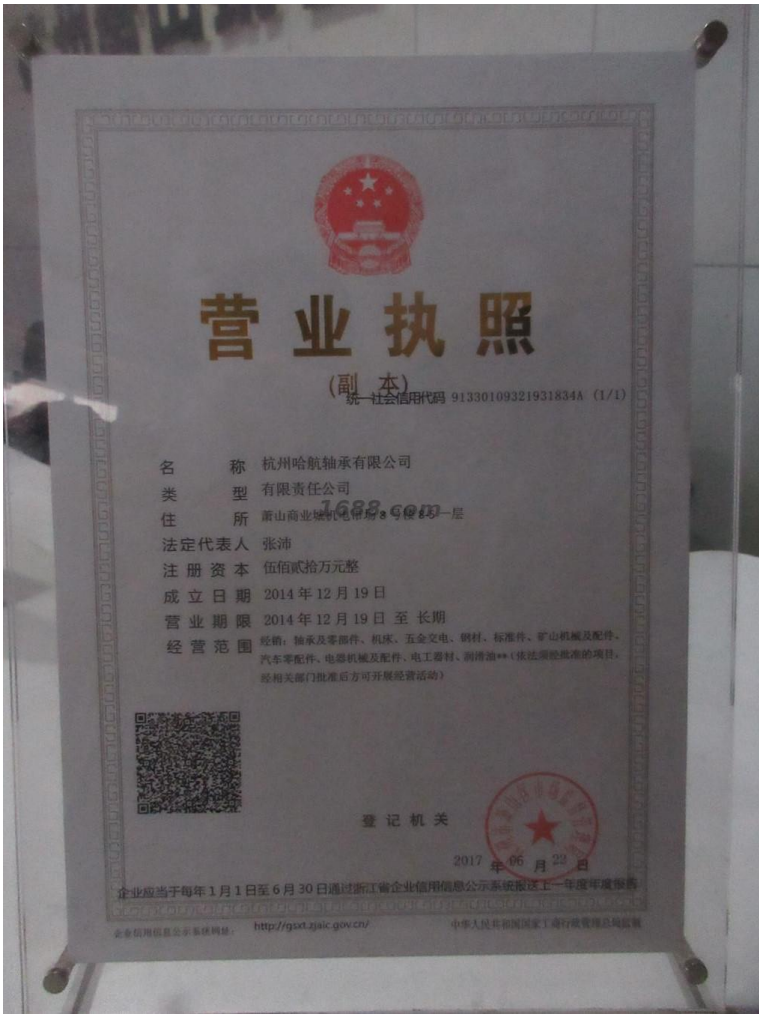 营业执照
(副 本)
统一社会信用代码 91330109321931834A (1/1)
名 称 杭州哈航轴承有限公司
类 型 有限责任公司
1688.com
住 所 萧山商业城机电市场8号楼8-5一层
法定代表人 张沛
注册资本 伍佰贰拾万元整
成立日期 2014年12月19日
营业期限 2014年12月19日 至 长期
经营范围 经销：轴承及零部件、机床、五金交电、钢材、标准件、矿山机械及配件、
汽车零配件、电器机械及配件、电工器材、润滑油**(依法须经批准的项目，
经相关部门批准后方可开展经营活动)
登记机关
2017 年 06 月 22 日
企业应当于每年1月1日至6月30日通过浙江省企业信用信息公示系统报送上一年度年度报告
企业信用信息公示系统网址： http://gsxt.zjaic.gov.cn/ 中华人民共和国国家工商行政管理总局监制